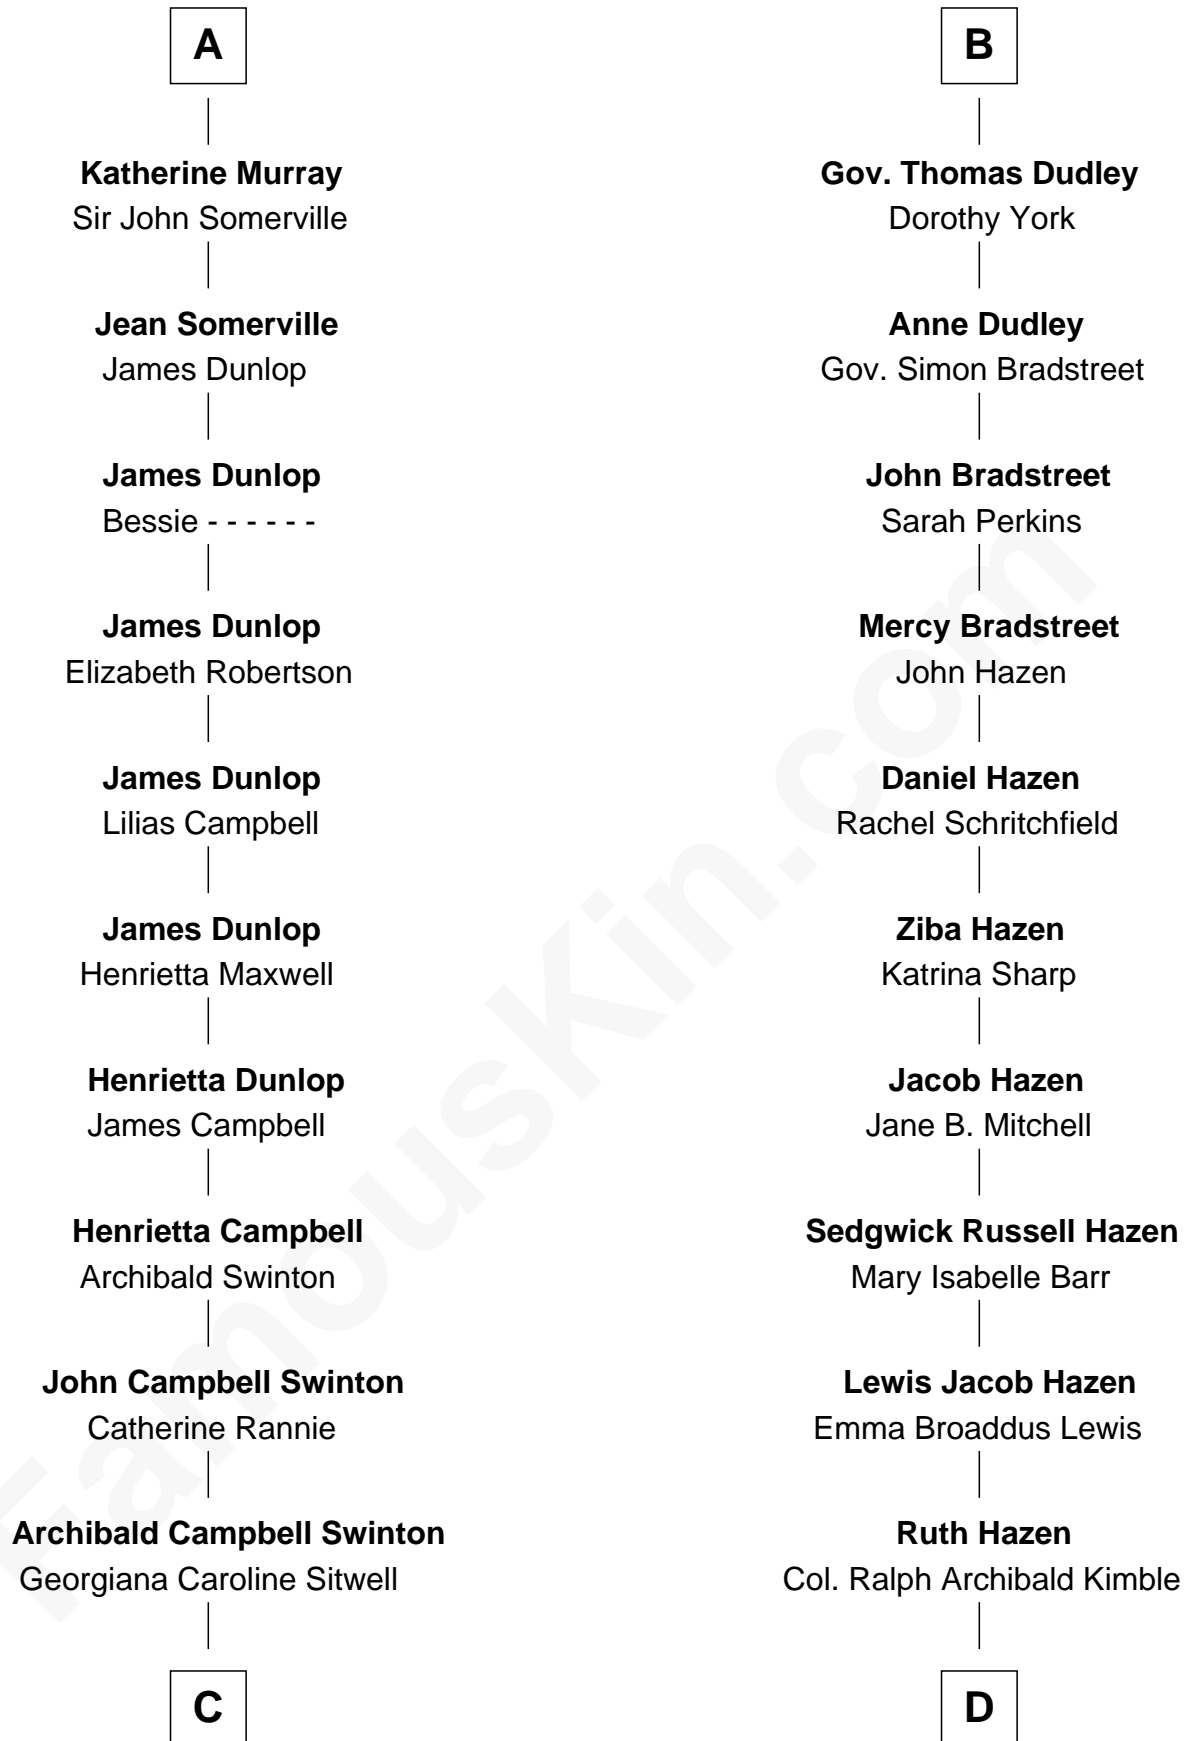 A
Katherine Murray
Sir John Somerville
Jean Somerville
James Dunlop
James Dunlop
Bessie - - - - - -
James Dunlop
Elizabeth Robertson
James Dunlop
Lilias Campbell
James Dunlop
Henrietta Maxwell
Henrietta Dunlop
James Campbell
Henrietta Campbell
Archibald Swinton
John Campbell Swinton
Catherine Rannie
Archibald Campbell Swinton
Georgiana Caroline Sitwell
C
B
Gov. Thomas Dudley
Dorothy York
Anne Dudley
Gov. Simon Bradstreet
John Bradstreet
Sarah Perkins
Mercy Bradstreet
John Hazen
Daniel Hazen
Rachel Schritchfield
Ziba Hazen
Katrina Sharp
Jacob Hazen
Jane B. Mitchell
Sedgwick Russell Hazen
Mary Isabelle Barr
Lewis Jacob Hazen
Emma Broaddus Lewis
Ruth Hazen
Col. Ralph Archibald Kimble
D
FamousKin.com